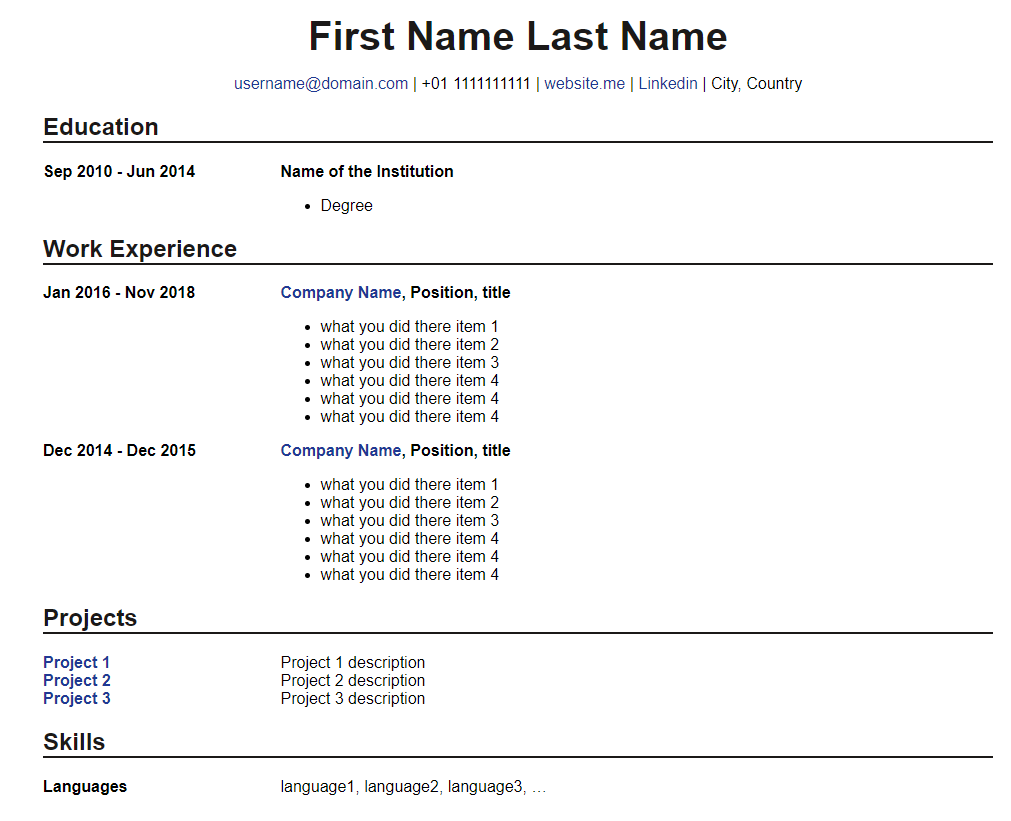 First Name Last Name
username@domain.com | +01 1111111111 | website.me | Linkedin | City, Country
Education
Sep 2010 - Jun 2014 Name of the Institution
• Degree
Work Experience
Jan 2016 - Nov 2018 Company Name, Position, title
• what you did there item 1
• what you did there item 2
• what you did there item 3
• what you did there item 4
• what you did there item 4
• what you did there item 4
Dec 2014 - Dec 2015 Company Name, Position, title
• what you did there item 1
• what you did there item 2
• what you did there item 3
• what you did there item 4
• what you did there item 4
• what you did there item 4
Projects
Project 1 Project 1 description
Project 2 Project 2 description
Project 3 Project 3 description
Skills
Languages language1, language2, language3, …